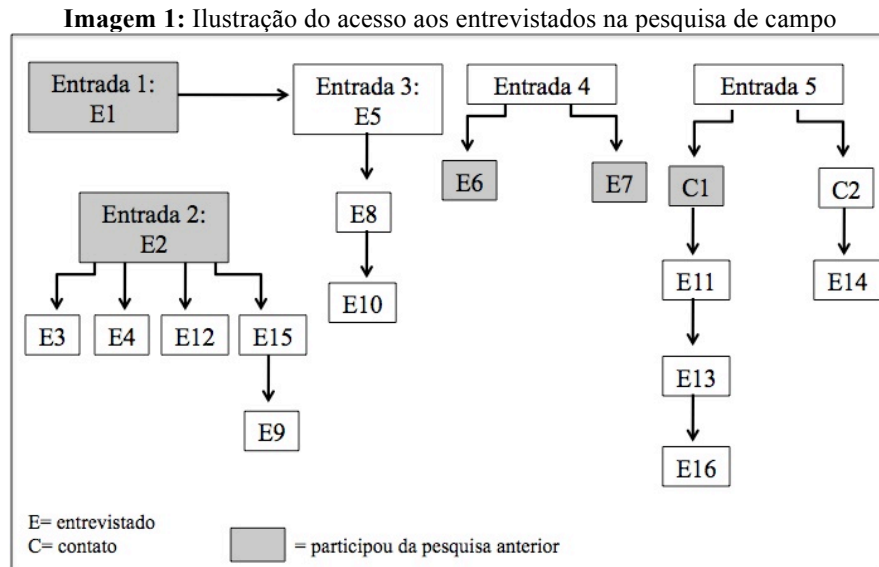 Imagem 1: Ilustração do acesso aos entrevistados na pesquisa de campo
Entrada 1:
E1
Entrada 3:
E5
Entrada 4
Entrada 5
E6
E7
C1
C2
Entrada 2:
E2
E8
E11
E14
E10
E3
E4
E12
E15
E13
E9
E16
E= entrevistado
C= contato
= participou da pesquisa anterior